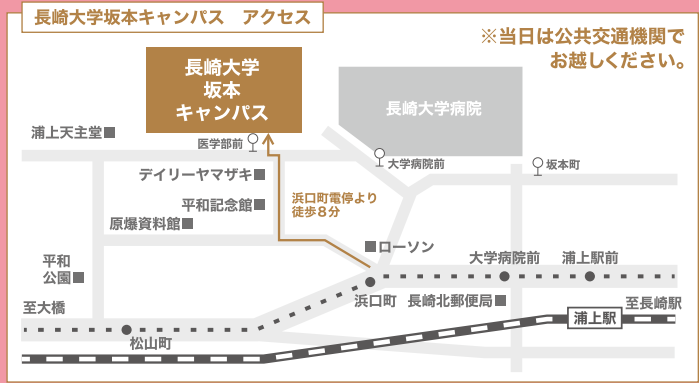 長崎大学坂本キャンパス　アクセス
※当日は公共交通機関で
お越しください。
長崎大学
坂本
キャンパス
長崎大学病院
浦上天主堂
医学部前
大学病院前
坂本町
デイリーヤマザキ
浜口町電停より
徒歩8分
平和記念館
原爆資料館
ローソン
平和
公園
大学病院前
浦上駅前
至大橋
浜口町
長崎北郵便局
至長崎駅
浦上駅
松山町